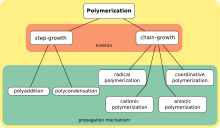 Polymerization
step-growth
chain-growth
kinetics
radical
polymerization
coordinative
polymerization
polyaddition
polycondensation
cationic
polymerization
anionic
polymerization
propagation mechanism